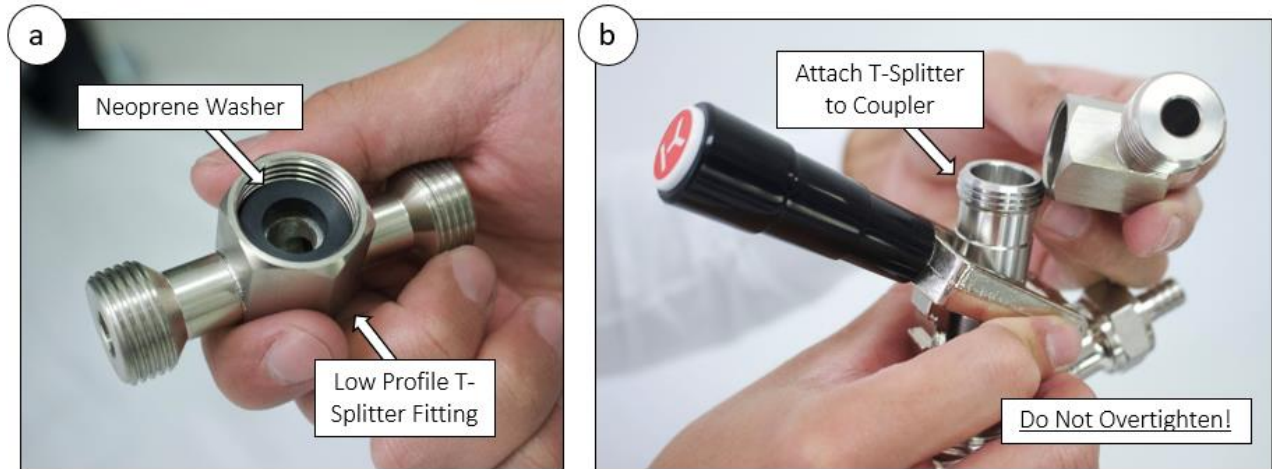 a
Neoprene Washer
Low Profile T-
Splitter Fitting
b
Attach T-Splitter
to Coupler
Do Not Overtighten!